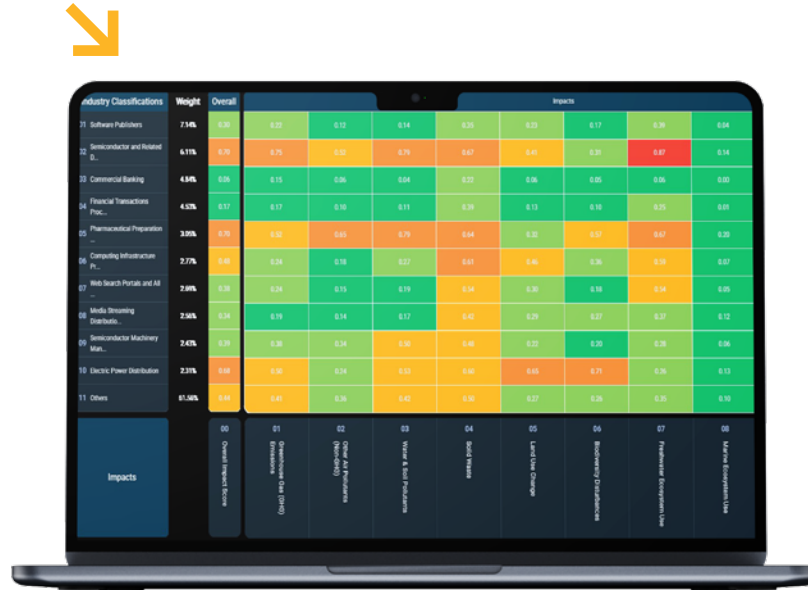 Industry Classifications Weight Overall Impacts
01 Software Publishers 7.14% 0.30 0.22 0.12 0.14 0.35 0.23 0.17 0.39 0.04
02 Semiconductor and Related D... 6.11% 0.79 0.75 0.79 0.67 0.41 0.31 0.87 0.14
03 Commercial Banking 4.84% 0.06 0.15 0.06 0.04 0.22 0.06 0.05 0.06 0.00
04 Financial Transactions Proc... 4.53% 0.17 0.17 0.10 0.11 0.39 0.13 0.10 0.25 0.01
05 Pharmaceutical Preparation ... 3.05% 0.70 0.65 0.79 0.64 0.32 0.57 0.67 0.20
06 Computing Infrastructure Pr... 2.77% 0.34 0.18 0.27 0.61 0.46 0.36 0.59 0.07
07 Web Search Portals and All ... 2.69% 0.38 0.24 0.15 0.19 0.54 0.30 0.18 0.54 0.05
08 Media Streaming Distributio... 2.56% 0.34 0.19 0.14 0.17 0.42 0.29 0.27 0.37 0.12
09 Semiconductor Machinery Man... 2.43% 0.39 0.38 0.34 0.50 0.48 0.22 0.20 0.38 0.06
10 Electric Power Distribution 2.31% 0.68 0.50 0.24 0.53 0.60 0.65 0.71 0.36 0.13
11 Others 61.56% 0.44 0.41 0.36 0.42 0.50 0.27 0.26 0.35 0.10
Impacts
00 Overall Impact Score
01 Greenhouse Gas (GHG) Emissions
02 Other Air Pollutants (Non-GHG)
03 Water & Soil Pollutants
04 Solid Waste
05 Land Use Change
06 Biodiversity Disturbances
07 Freshwater Ecosystem Use
08 Marine Ecosystem Use